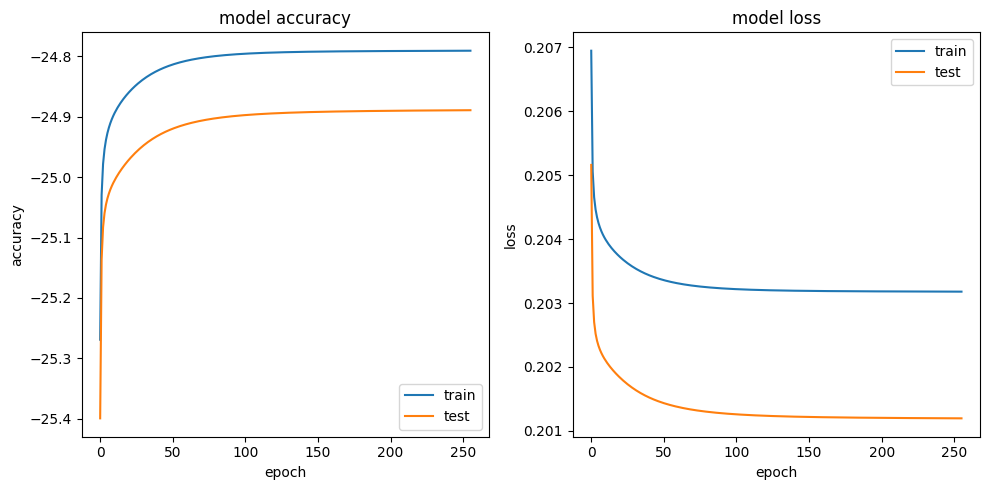 model accuracy
−24.8
−24.9
−25.0
−25.1
−25.2
−25.3
−25.4
accuracy
0 50 100 150 200 250
epoch
train
test
model loss
0.207
0.206
0.205
0.204
0.203
0.202
0.201
loss
0 50 100 150 200 250
epoch
train
test